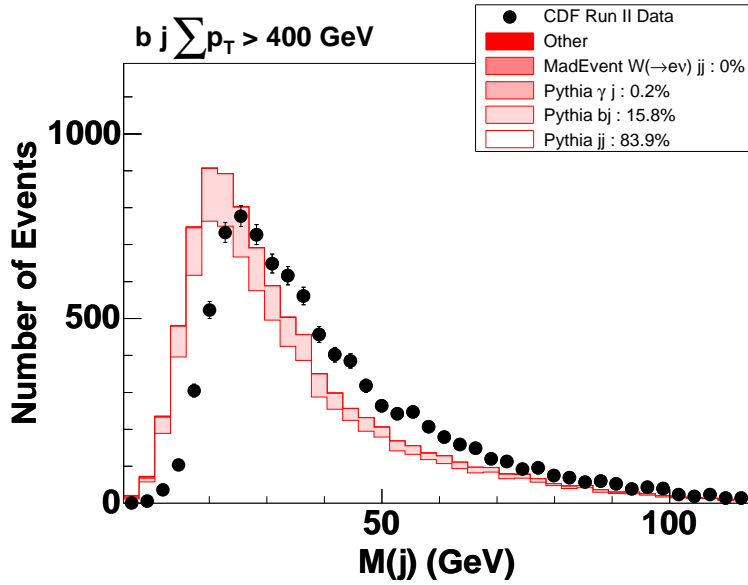 b j ∑p_T > 400 GeV
CDF Run II Data
Other
MadEvent W(→eν) jj : 0%
Pythia γ j : 0.2%
Pythia bj : 15.8%
Pythia jj : 83.9%
Number of Events
1000
500
0
50
100
M(j) (GeV)